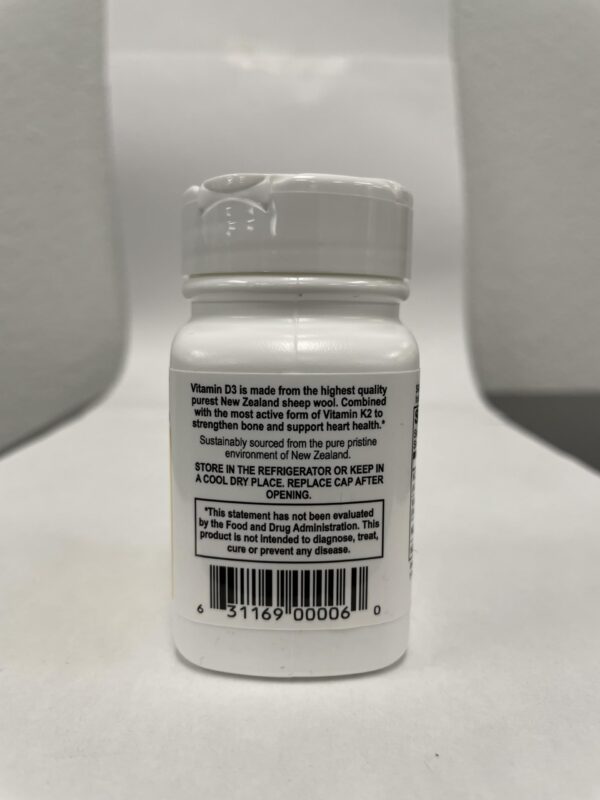 Vitamin D3 is made from the highest quality
purest New Zealand sheep wool. Combined
with the most active form of Vitamin K2 to
strengthen bone and support heart health.*
Sustainably sourced from the pure pristine
environment of New Zealand.
STORE IN THE REFRIGERATOR OR KEEP IN
A COOL DRY PLACE. REPLACE CAP AFTER
OPENING.
*This statement has not been evaluated
by the Food and Drug Administration. This
product is not intended to diagnose, treat,
cure or prevent any disease.
6 31169 00006 0